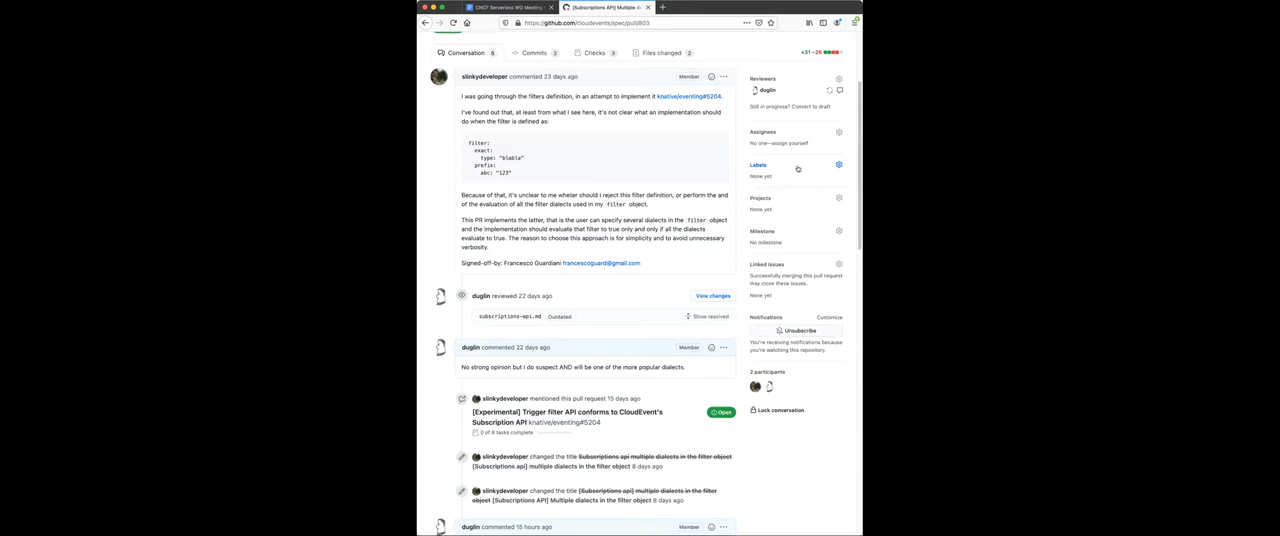 CNCF Serverless WG Meeting
[Subscriptions API] Multiple di
https://github.com/cloudevents/spec/pull/803
Conversation 5
Commits 3
Checks 3
Files changed 2
+31 −26
slinkydeveloper commented 23 days ago
Member
I was going through the filters definition, in an attempt to implement it knative/eventing#5204.
I've found out that, at least from what I see here, it's not clear what an implementation should
do when the filter is defined as:
filter:
exact:
type: "blabla"
prefix:
abc: "123"
Because of that, it's unclear to me wheter should I reject this filter definition, or perform the and
of the evaluation of all the filter dialects used in my filter object.
This PR implements the latter, that is the user can specify several dialects in the filter object
and the implementation should evaluate that filter to true only and only if all the dialects
evaluate to true. The reason to choose this approach is for simplicity and to avoid unnecessary
verbosity.
Signed-off-by: Francesco Guardiani francescoguard@gmail.com
duglin reviewed 22 days ago
View changes
subscriptions-api.md Outdated
Show resolved
duglin commented 22 days ago
Member
No strong opinion but I do suspect AND will be one of the more popular dialects.
slinkydeveloper mentioned this pull request 15 days ago
[Experimental] Trigger filter API conforms to CloudEvent's
Subscription API knative/eventing#5204
Open
0 of 8 tasks complete
slinkydeveloper changed the title Subscriptions api multiple dialects in the filter object
[Subscriptions api] multiple dialects in the filter object 8 days ago
slinkydeveloper changed the title [Subscriptions api] multiple dialects in the filter
object [Subscriptions API] Multiple dialects in the filter object 8 days ago
duglin commented 15 hours ago
Member
Reviewers
duglin
Still in progress? Convert to draft
Assignees
No one—assign yourself
Labels
None yet
Projects
None yet
Milestone
No milestone
Linked issues
Successfully merging this pull request
may close these issues.
None yet
Notifications
Customize
Unsubscribe
You're receiving notifications because
you're watching this repository.
2 participants
Lock conversation